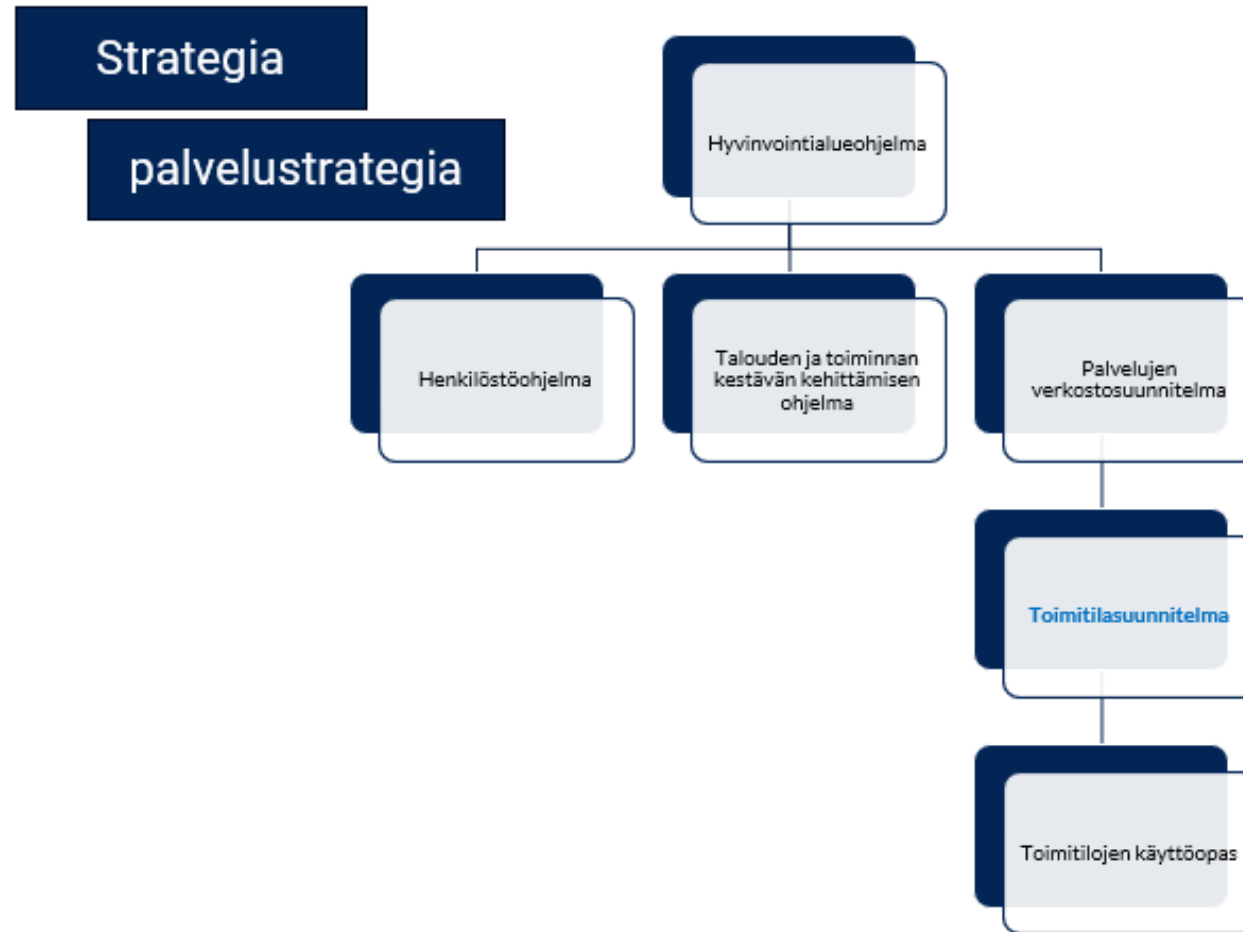 Strategia
palvelustrategia
Hyvinvointialueohjelma
Henkilöstöohjelma
Talouden ja toiminnan
kestävän kehittämisen
ohjelma
Palvelujen
verkostosuunnitelma
Toimitilasuunnitelma
Toimitilojen käyttöopas